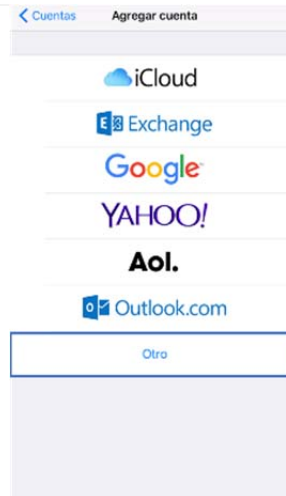 Cuentas Agregar cuenta
iCloud
Exchange
Google
YAHOO!
Aol.
Outlook.com
Otro